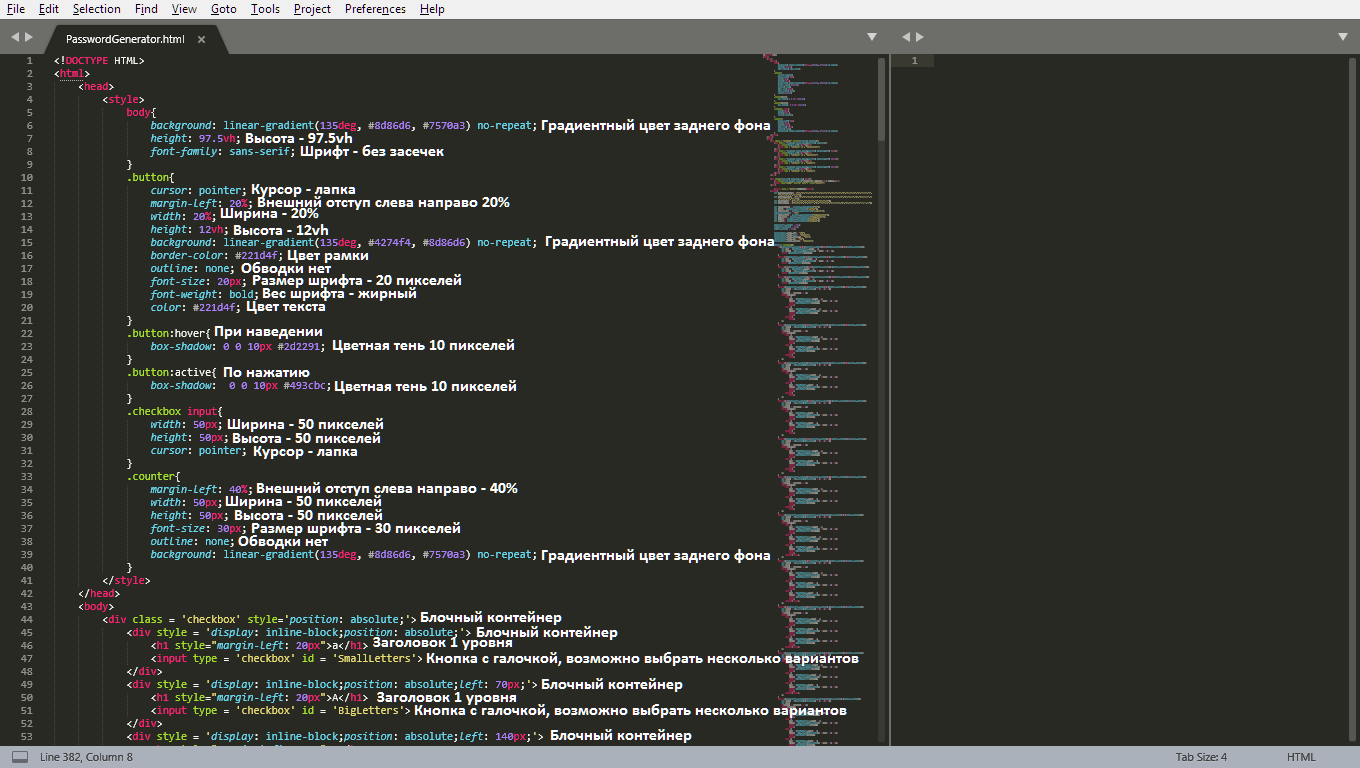 File Edit Selection Find View Goto Tools Project Preferences Help
PasswordGenerator.html ×
1 <!DOCTYPE HTML>
2 <html>
3 <head>
4 <style>
5 body{
6 background: linear-gradient(135deg, #8d86d6, #7570a3) no-repeat; Градиентный цвет заднего фона
7 height: 97.5vh; Высота - 97.5vh
8 font-family: sans-serif; Шрифт - без засечек
9 }
10 .button{
11 cursor: pointer; Курсор - лапка
12 margin-left: 20%; Внешний отступ слева направо 20%
13 width: 20%; Ширина - 20%
14 height: 12vh; Высота - 12vh
15 background: linear-gradient(135deg, #4274f4, #8d86d6) no-repeat; Градиентный цвет заднего фона
16 border-color: #221d4f; Цвет рамки
17 outline: none; Обводки нет
18 font-size: 20px; Размер шрифта - 20 пикселей
19 font-weight: bold; Вес шрифта - жирный
20 color: #221d4f; Цвет текста
21 }
22 .button:hover{ При наведении
23 box-shadow: 0 0 10px #2d2291; Цветная тень 10 пикселей
24 }
25 .button:active{ По нажатию
26 box-shadow: 0 0 10px #493cbc; Цветная тень 10 пикселей
27 }
28 .checkbox input{
29 width: 50px; Ширина - 50 пикселей
30 height: 50px; Высота - 50 пикселей
31 cursor: pointer; Курсор - лапка
32 }
33 .counter{
34 margin-left: 40%; Внешний отступ слева направо - 40%
35 width: 50px; Ширина - 50 пикселей
36 height: 50px; Высота - 50 пикселей
37 font-size: 30px; Размер шрифта - 30 пикселей
38 outline: none; Обводки нет
39 background: linear-gradient(135deg, #8d86d6, #7570a3) no-repeat; Градиентный цвет заднего фона
40 }
41 </style>
42 </head>
43 <body>
44 <div class = 'checkbox' style='position: absolute;'> Блочный контейнер
45 <div style = 'display: inline-block;position: absolute;'> Блочный контейнер
46 <h1 style="margin-left: 20px">a</h1> Заголовок 1 уровня
47 <input type = 'checkbox' id = 'SmallLetters'> Кнопка с галочкой, возможно выбрать несколько вариантов
48 </div>
49 <div style = 'display: inline-block;position: absolute;left: 70px;'> Блочный контейнер
50 <h1 style="margin-left: 20px">A</h1> Заголовок 1 уровня
51 <input type = 'checkbox' id = 'BigLetters'> Кнопка с галочкой, возможно выбрать несколько вариантов
52 </div>
53 <div style = 'display: inline-block;position: absolute;left: 140px;'> Блочный контейнер
1
Line 382, Column 8 Tab Size: 4 HTML